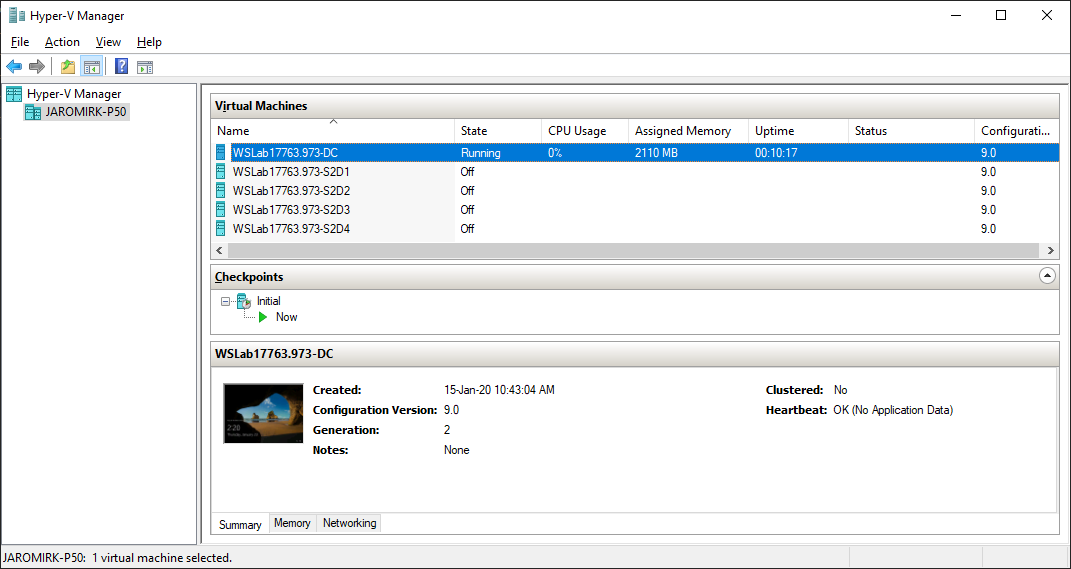 Hyper-V Manager
File Action View Help
Hyper-V Manager
JAROMIRK-P50
Virtual Machines
Name State CPU Usage Assigned Memory Uptime Status Configurati...
WSLab17763.973-DC Running 0% 2110 MB 00:10:17 9.0
WSLab17763.973-S2D1 Off 9.0
WSLab17763.973-S2D2 Off 9.0
WSLab17763.973-S2D3 Off 9.0
WSLab17763.973-S2D4 Off 9.0
Checkpoints
Initial
Now
WSLab17763.973-DC
Created: 15-Jan-20 10:43:04 AM Clustered: No
Configuration Version: 9.0 Heartbeat: OK (No Application Data)
Generation: 2
Notes: None
2:20
Summary Memory Networking
JAROMIRK-P50: 1 virtual machine selected.